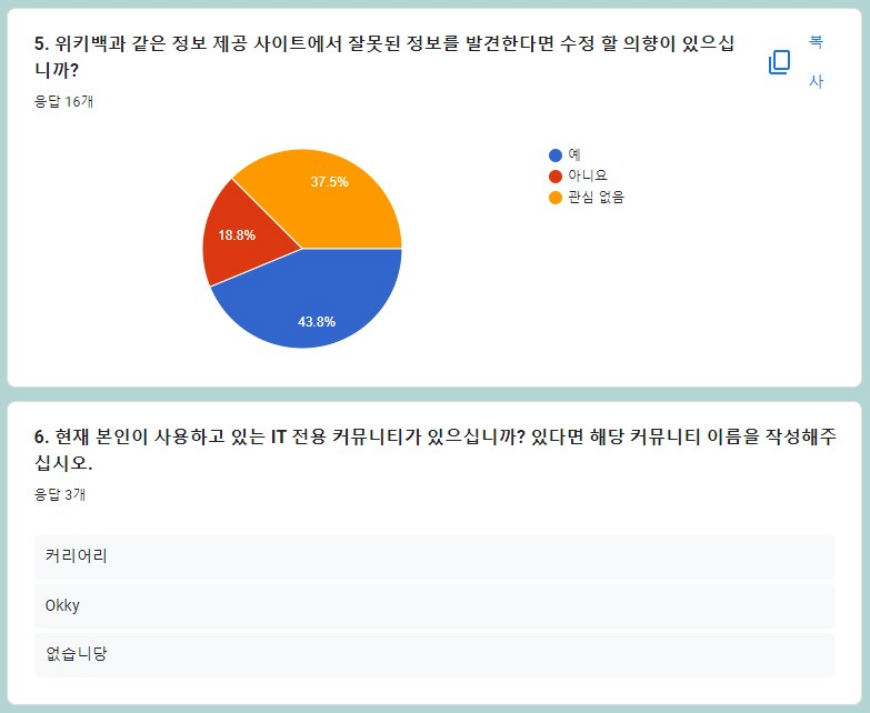 5. 위키백과 같은 정보 제공 사이트에서 잘못된 정보를 발견한다면 수정 할 의향이 있으십
니까?
복
사
응답 16개
예
아니요
관심 없음
37.5%
18.8%
43.8%
6. 현재 본인이 사용하고 있는 IT 전용 커뮤니티가 있으십니까? 있다면 해당 커뮤니티 이름을 작성해주
십시오.
응답 3개
커리어리
Okky
없습니당